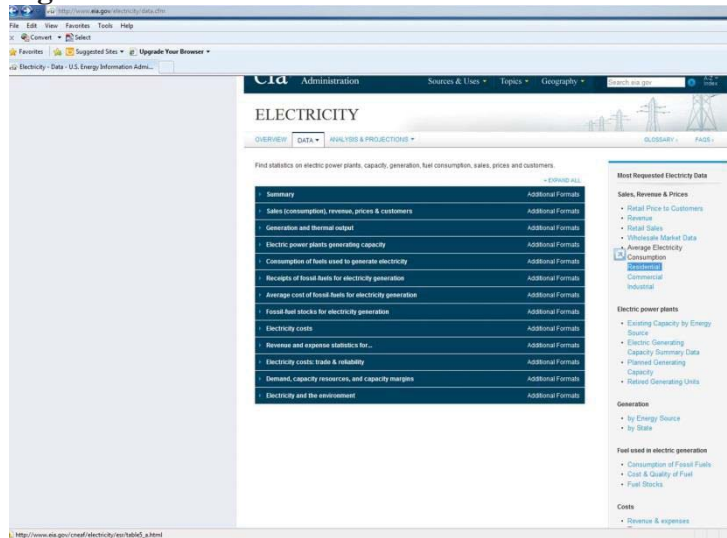 http://www.eia.gov/electricity/data.cfm
File Edit View Favorites Tools Help
x Convert Select
Favorites Suggested Sites Upgrade Your Browser
Electricity - Data - U.S. Energy Information Admi...
eia Administration Sources & Uses Topics Geography Search eia.gov A-Z Index
ELECTRICITY
OVERVIEW DATA ANALYSIS & PROJECTIONS GLOSSARY FAQS
Find statistics on electric power plants, capacity, generation, fuel consumption, sales, prices and customers.
+ EXPAND ALL
Summary Additional Formats
Sales (consumption), revenue, prices & customers Additional Formats
Generation and thermal output Additional Formats
Electric power plants generating capacity Additional Formats
Consumption of fuels used to generate electricity Additional Formats
Receipts of fossil-fuels for electricity generation Additional Formats
Average cost of fossil-fuels for electricity generation Additional Formats
Fossil-fuel stocks for electricity generation Additional Formats
Electricity costs Additional Formats
Revenue and expense statistics for... Additional Formats
Electricity costs: trade & reliability Additional Formats
Demand, capacity resources, and capacity margins Additional Formats
Electricity and the environment Additional Formats
Most Requested Electricity Data
Sales, Revenue & Prices
Retail Price to Customers
Revenue
Retail Sales
Wholesale Market Data
Average Electricity
Consumption
Residential
Commercial
Industrial
Electric power plants
Existing Capacity by Energy
Source
Electric Generating
Capacity Summary Data
Planned Generating
Capacity
Retired Generating Units
Generation
by Energy Source
by State
Fuel used in electric generation
Consumption of Fossil Fuels
Cost & Quality of Fuel
Fuel Stocks
Costs
Revenue & expenses
http://www.eia.gov/cneaf/electricity/esr/table5_a.html